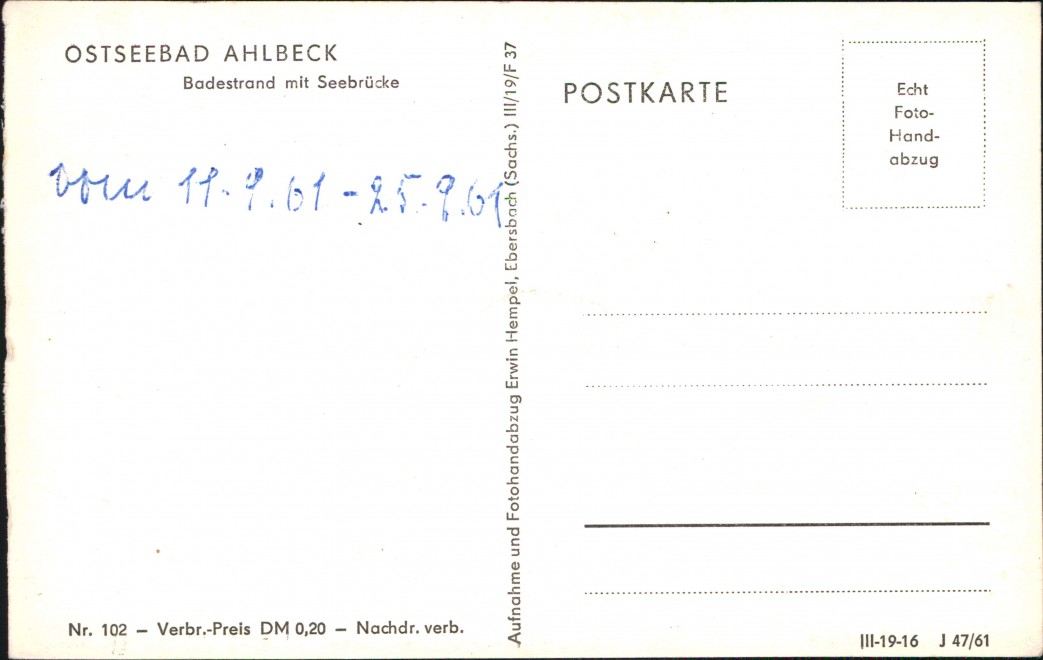 OSTSEEBAD AHLBECK
Badestrand mit Seebrücke
vom 11.9.61 - 25.9.61
Nr. 102 – Verbr.-Preis DM 0,20 – Nachdr. verb.
Aufnahme und Fotohandabzug Erwin Hempel, Ebersbach (Sachs.) III/19/F 37
POSTKARTE
Echt
Foto-
Hand-
abzug
III-19-16 J 47/61